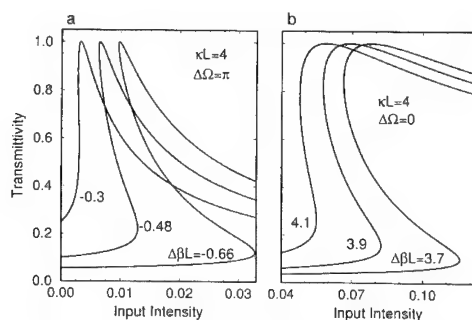 a
b
κL=4
ΔΩ=π
κL=4
ΔΩ=0
-0.3
-0.48
ΔβL=-0.66
4.1
3.9
ΔβL=3.7
Transmittivity
1.0
0.8
0.6
0.4
0.2
0.0
0.00 0.01 0.02 0.03
0.04 0.07 0.10
Input Intensity
Input Intensity